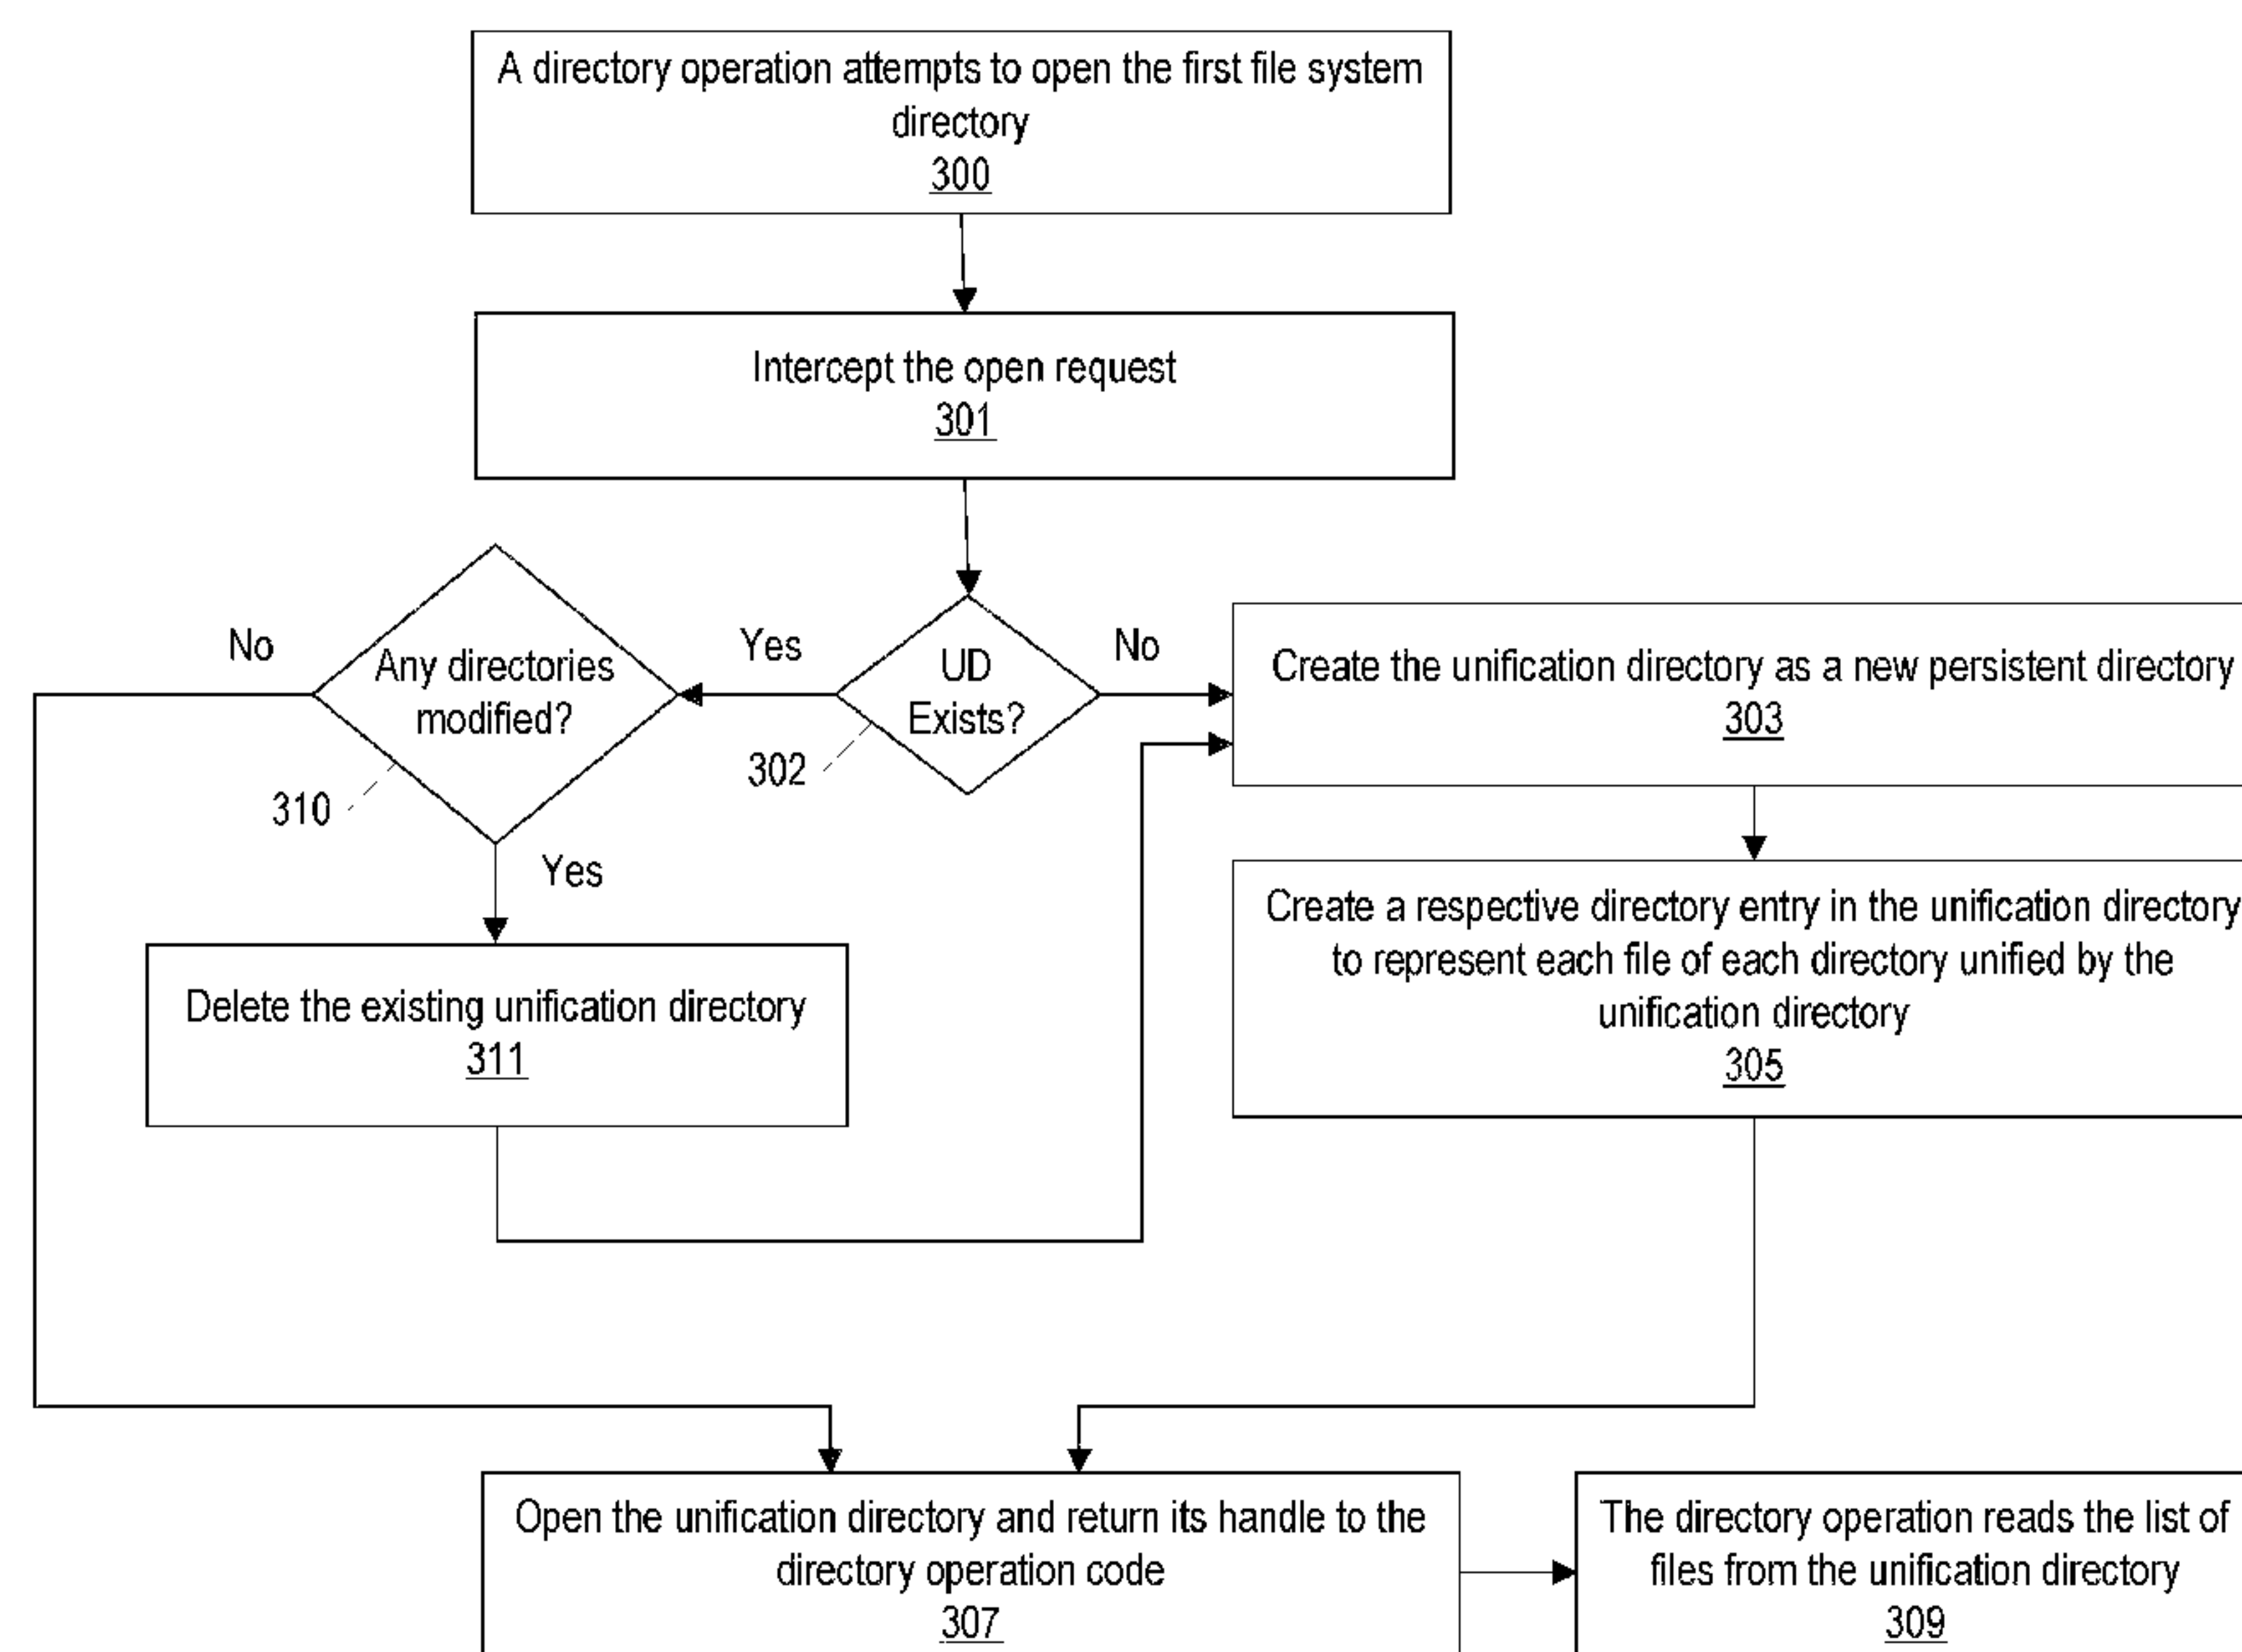 A directory operation attempts to open the first file system
directory
300
Intercept the open request
301
No
Any directories
modified?
Yes
UD
Exists?
No
Create the unification directory as a new persistent directory
303
302
310
Yes
Create a respective directory entry in the unification directory
to represent each file of each directory unified by the
unification directory
305
Delete the existing unification directory
311
Open the unification directory and return its handle to the
directory operation code
307
The directory operation reads the list of
files from the unification directory
309